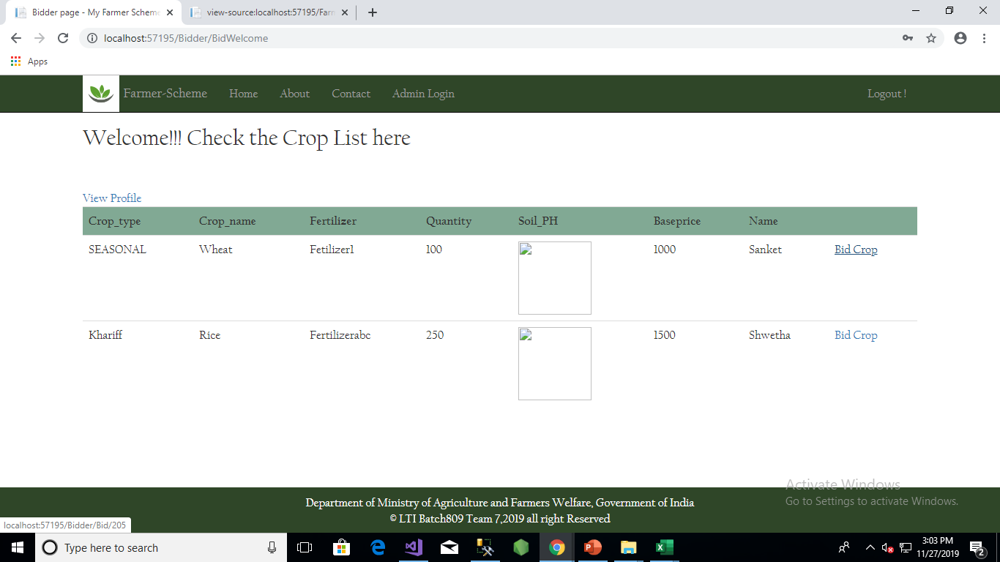 Bidder page - My Farmer Scheme
view-source:localhost:57195/Farm
localhost:57195/Bidder/BidWelcome
Apps
Farmer-Scheme Home About Contact Admin Login Logout !
Welcome!!! Check the Crop List here
View Profile
Crop_type Crop_name Fertilizer Quantity Soil_PH Baseprice Name
SEASONAL Wheat Fetilizer1 100 1000 Sanket Bid Crop
Khariff Rice Fertilizerabc 250 1500 Shwetha Bid Crop
Activate Windows
Go to Settings to activate Windows.
Department of Ministry of Agriculture and Farmers Welfare, Government of India
© LTI Batch809 Team 7,2019 all right Reserved
localhost:57195/Bidder/Bid/205
Type here to search
3:03 PM
11/27/2019
2